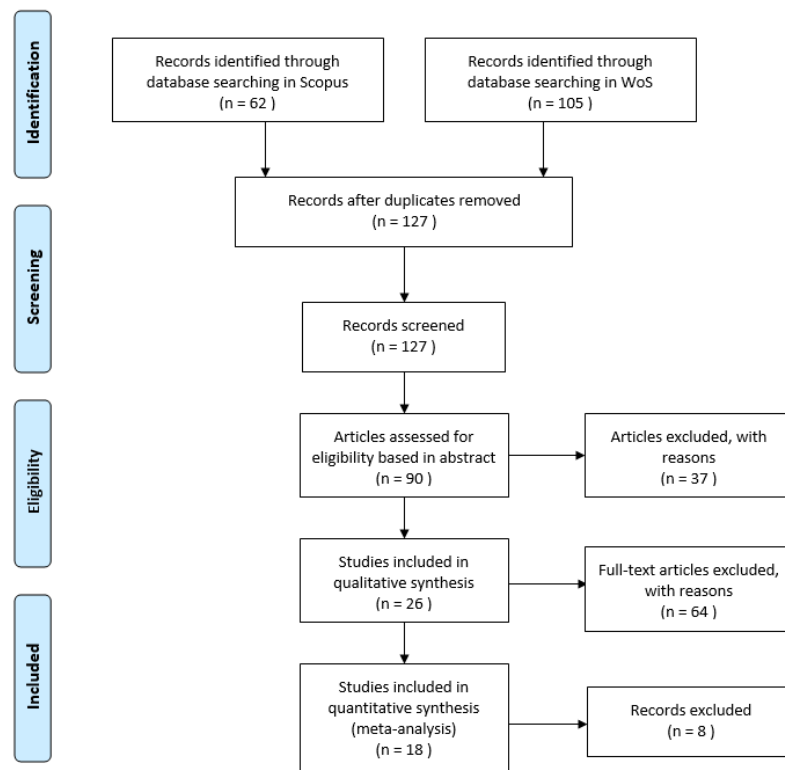 Identification
Records identified through
database searching in Scopus
(n = 62 )
Records identified through
database searching in WoS
(n = 105 )
Records after duplicates removed
(n = 127 )
Screening
Records screened
(n = 127 )
Eligibility
Articles assessed for
eligibility based in abstract
(n = 90 )
Articles excluded, with
reasons
(n = 37 )
Studies included in
qualitative synthesis
(n = 26 )
Full-text articles excluded,
with reasons
(n = 64 )
Included
Studies included in
quantitative synthesis
(meta-analysis)
(n = 18 )
Records excluded
(n = 8 )